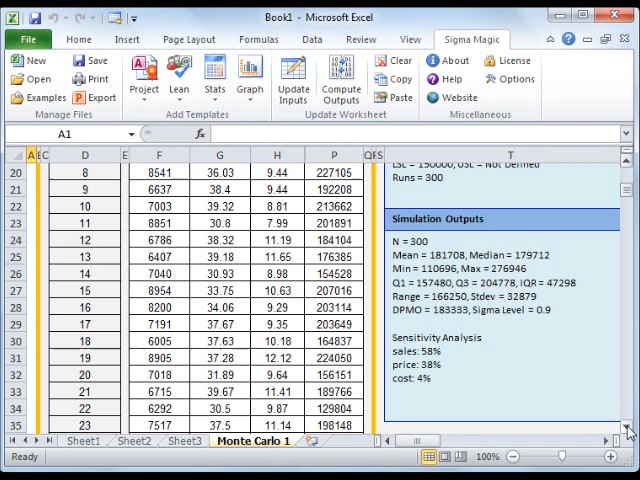 Book1 - Microsoft Excel
File Home Insert Page Layout Formulas Data Review View Sigma Magic
New Save Project Lean Stats Graph Update Inputs Compute Outputs Clear About License
Open Print Copy Help Options
Examples Export Paste Website
Manage Files Add Templates Update Worksheet Miscellaneous
A1 fx
A C D E F G H P Q R S T
20 8 8541 36.03 9.44 227105
21 9 6637 38.4 9.44 192208
22 10 7003 39.32 8.81 213662
23 11 8851 30.8 7.99 201891
24 12 6786 38.32 11.19 184104
25 13 6407 39.18 11.65 176385
26 14 7040 30.93 8.98 154528
27 15 8954 33.75 10.63 207016
28 16 8200 34.06 9.29 203114
29 17 7191 37.67 9.35 203649
30 18 6005 37.63 10.18 164837
31 19 8905 37.28 12.12 224050
32 20 7018 31.89 9.64 156151
33 21 6715 39.67 11.41 189766
34 22 6292 30.5 9.87 129804
35 23 7517 37.5 11.14 198148
LSL = 150000, USL = Not Defined
Runs = 300
Simulation Outputs
N = 300
Mean = 181708, Median = 179712
Min = 110696, Max = 276946
Q1 = 157480, Q3 = 204778, IQR = 47298
Range = 166250, Stdev = 32879
DPMO = 183333, Sigma Level = 0.9
Sensitivity Analysis
sales: 58%
price: 38%
cost: 4%
Sheet1 Sheet2 Sheet3 Monte Carlo 1
Ready 100%